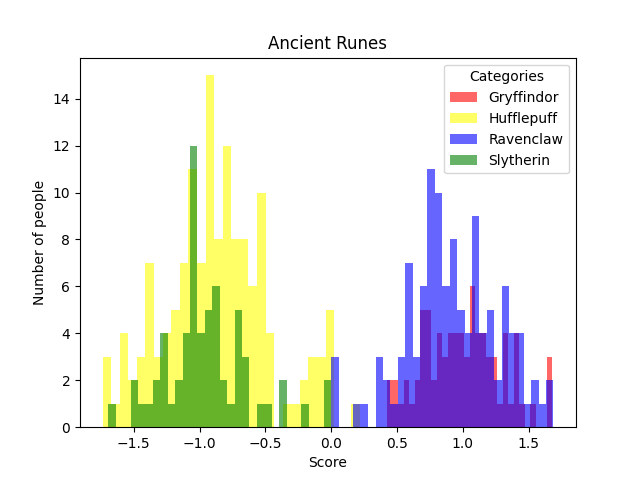 Ancient Runes
Categories
Gryffindor
Hufflepuff
Ravenclaw
Slytherin
Number of people
14
12
10
8
6
4
2
0
−1.5 −1.0 −0.5 0.0 0.5 1.0 1.5
Score